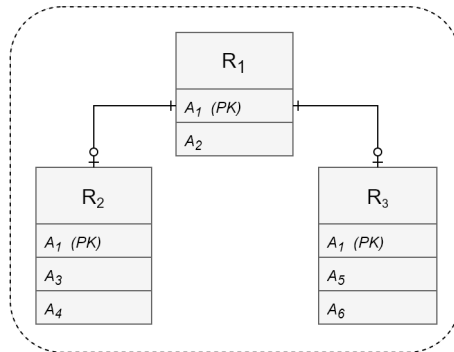 R₁
A₁ (PK)
A₂
R₂
A₁ (PK)
A₃
A₄
R₃
A₁ (PK)
A₅
A₆